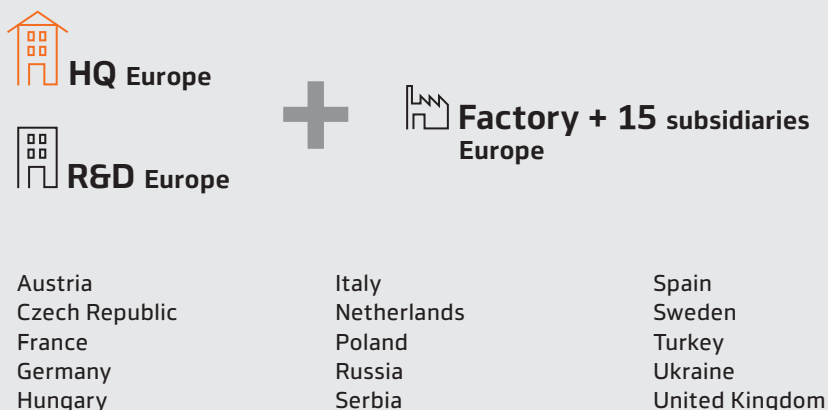 HQ Europe
R&D Europe
Factory + 15 subsidiaries
Europe
Austria
Czech Republic
France
Germany
Hungary
Italy
Netherlands
Poland
Russia
Serbia
Spain
Sweden
Turkey
Ukraine
United Kingdom